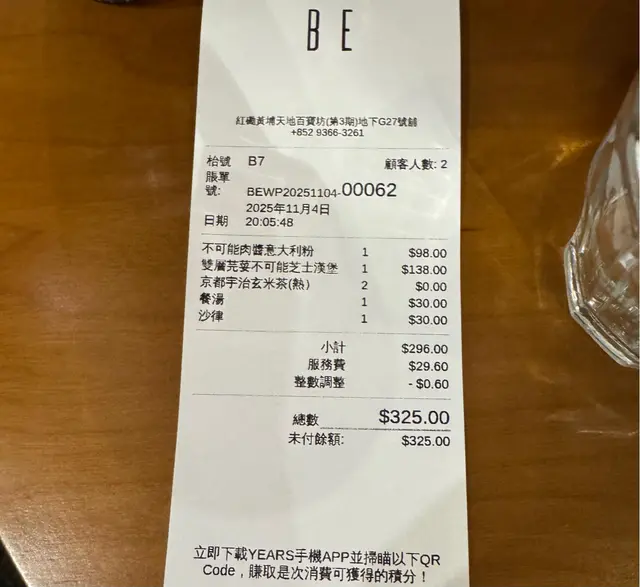 BE
紅磡黃埔天地百寶坊(第3期)地下G27號舖
+852 9366-3261
枱號 B7 顧客人數: 2
賬單
號: BEWP20251104-00062
2025年11月4日
日期 20:05:48
不可能肉醬意大利粉 1 $98.00
雙層芫荽不可能芝士漢堡 1 $138.00
京都宇治玄米茶(熱) 2 $0.00
餐湯 1 $30.00
沙律 1 $30.00
小計 $296.00
服務費 $29.60
整數調整 - $0.60
總數 $325.00
未付餘額: $325.00
立即下載YEARS手機APP並掃瞄以下QR
Code，賺取是次消費可獲得的積分！